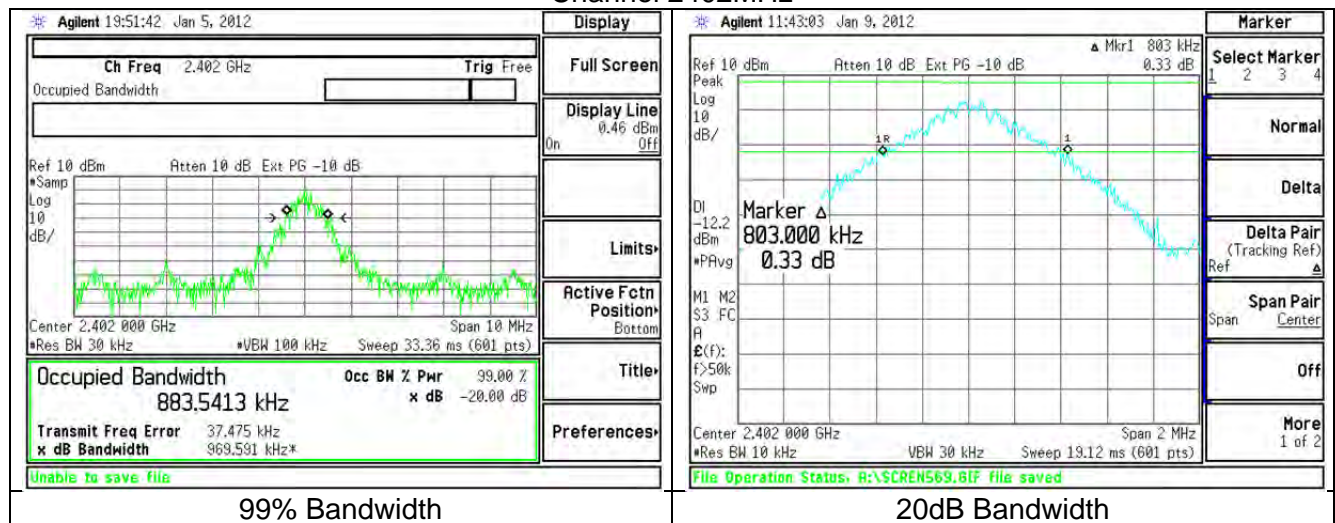 Agilent 19:51:42 Jan 5, 2012
Display
Ch Freq 2.402 GHz
Trig Free
Occupied Bandwidth
Full Screen
Display Line
0.46 dBm
On Off
Ref 10 dBm Atten 10 dB Ext PG -10 dB
#Samp
Log
10
dB/
Limits
Active Fctn
Position
Bottom
Center 2.402 000 GHz
Span 10 MHz
#Res BW 30 kHz
#VBW 100 kHz
Sweep 33.36 ms (601 pts)
Occupied Bandwidth
883.5413 kHz
Occ BW % Pwr 99.00 %
x dB -20.00 dB
Title
Transmit Freq Error 37.475 kHz
x dB Bandwidth 969.591 kHz*
Preferences
Unable to save file
99% Bandwidth
Agilent 11:43:03 Jan 9, 2012
Marker
Δ Mkr1 803 kHz
0.33 dB
Ref 10 dBm Atten 10 dB Ext PG -10 dB
Select Marker
1 2 3 4
Peak
Log
10
dB/
1R
1
Normal
Delta
DI
-12.2
dBm
#PAvg
Marker Δ
803.000 kHz
0.33 dB
Delta Pair
(Tracking Ref)
Ref Δ
M1 M2
S3 FC
A
£(f):
f>50k
Swp
Span Pair
Span Center
Off
Center 2.402 000 GHz
Span 2 MHz
#Res BW 10 kHz
VBW 30 kHz
Sweep 19.12 ms (601 pts)
More
1 of 2
File Operation Status, A:\SCREN569.GIF file saved
20dB Bandwidth